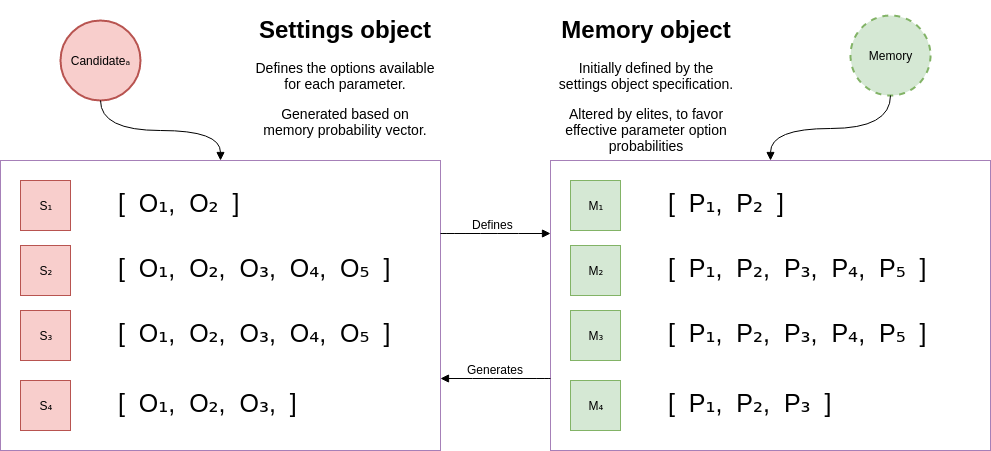 Settings object
Memory object
Candidateₐ
Memory
Defines the options available
for each parameter.
Generated based on
memory probability vector.
Initially defined by the
settings object specification.
Altered by elites, to favor
effective parameter option
probabilities
S₁ [ O₁, O₂ ]
S₂ [ O₁, O₂, O₃, O₄, O₅ ]
S₃ [ O₁, O₂, O₃, O₄, O₅ ]
S₄ [ O₁, O₂, O₃, ]
Defines
Generates
M₁ [ P₁, P₂ ]
M₂ [ P₁, P₂, P₃, P₄, P₅ ]
M₃ [ P₁, P₂, P₃, P₄, P₅ ]
M₄ [ P₁, P₂, P₃ ]